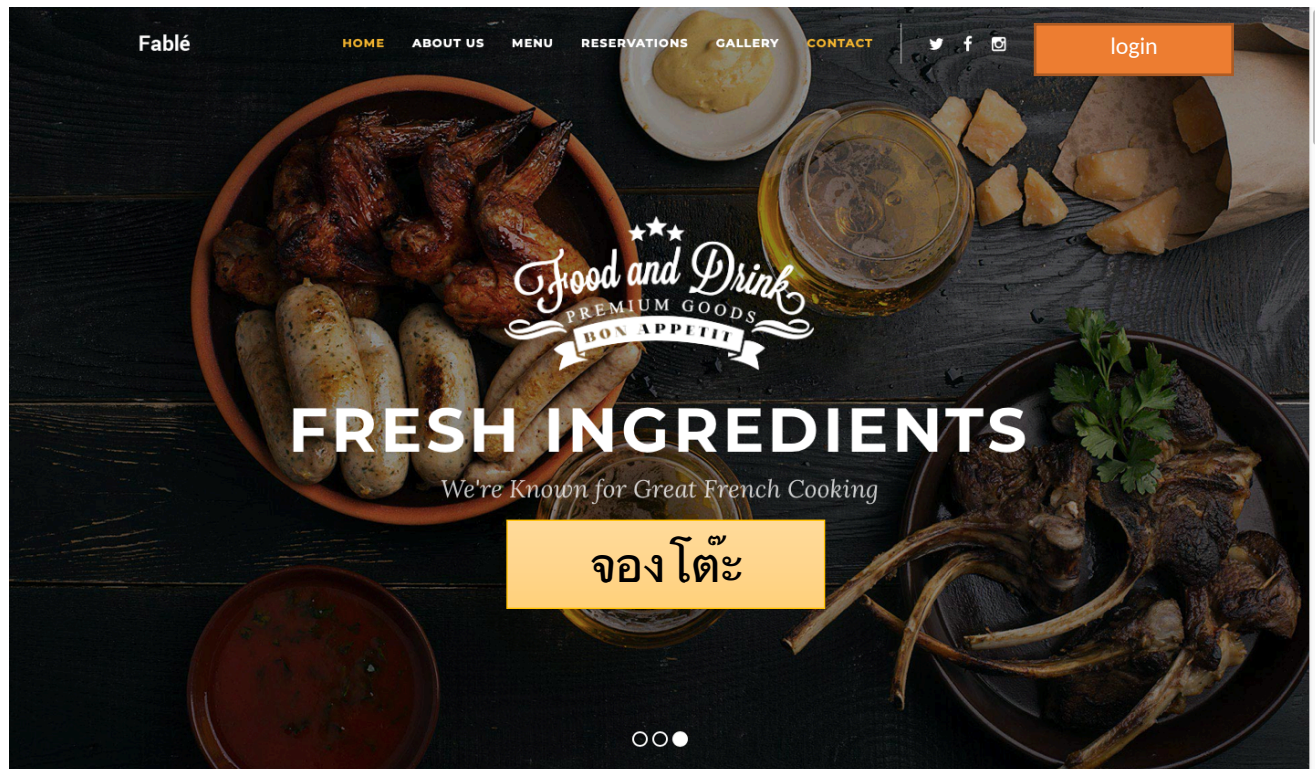 Fablé
HOME ABOUT US MENU RESERVATIONS GALLERY CONTACT
login
Food and Drink
PREMIUM GOODS
BON APPETIT
FRESH INGREDIENTS
We're Known for Great French Cooking
จองโต๊ะ